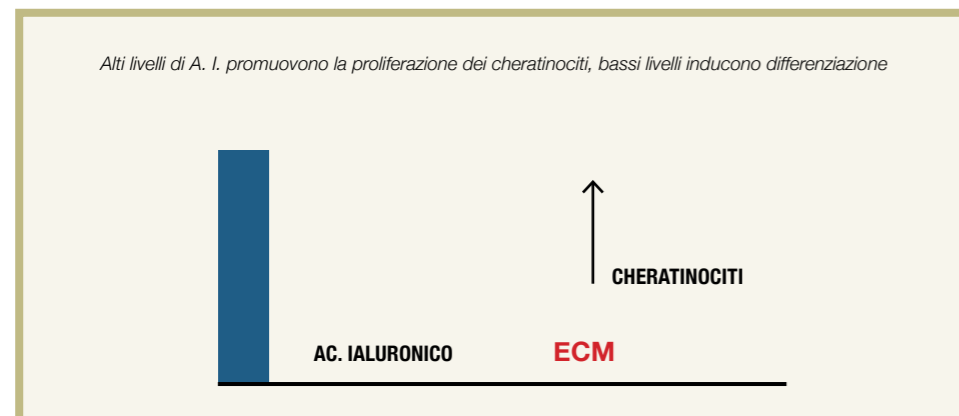 Alti livelli di A. I. promuovono la proliferazione dei cheratinociti, bassi livelli inducono differenziazione
CHERATINOCITI
AC. IALURONICO ECM